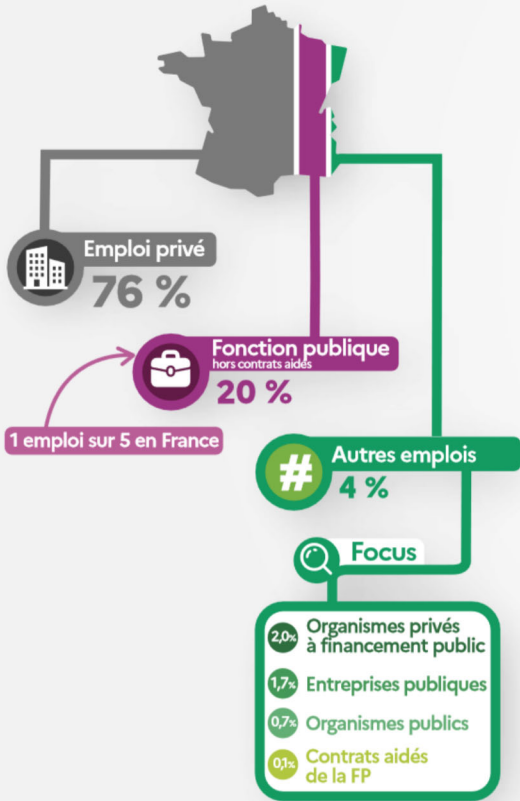 Emploi privé
76 %
Fonction publique
hors contrats aidés
20 %
1 emploi sur 5 en France
Autres emplois
#
4 %
Focus
2,0% Organismes privés
à financement public
1,7% Entreprises publiques
0,7% Organismes publics
0,1% Contrats aidés
de la FP